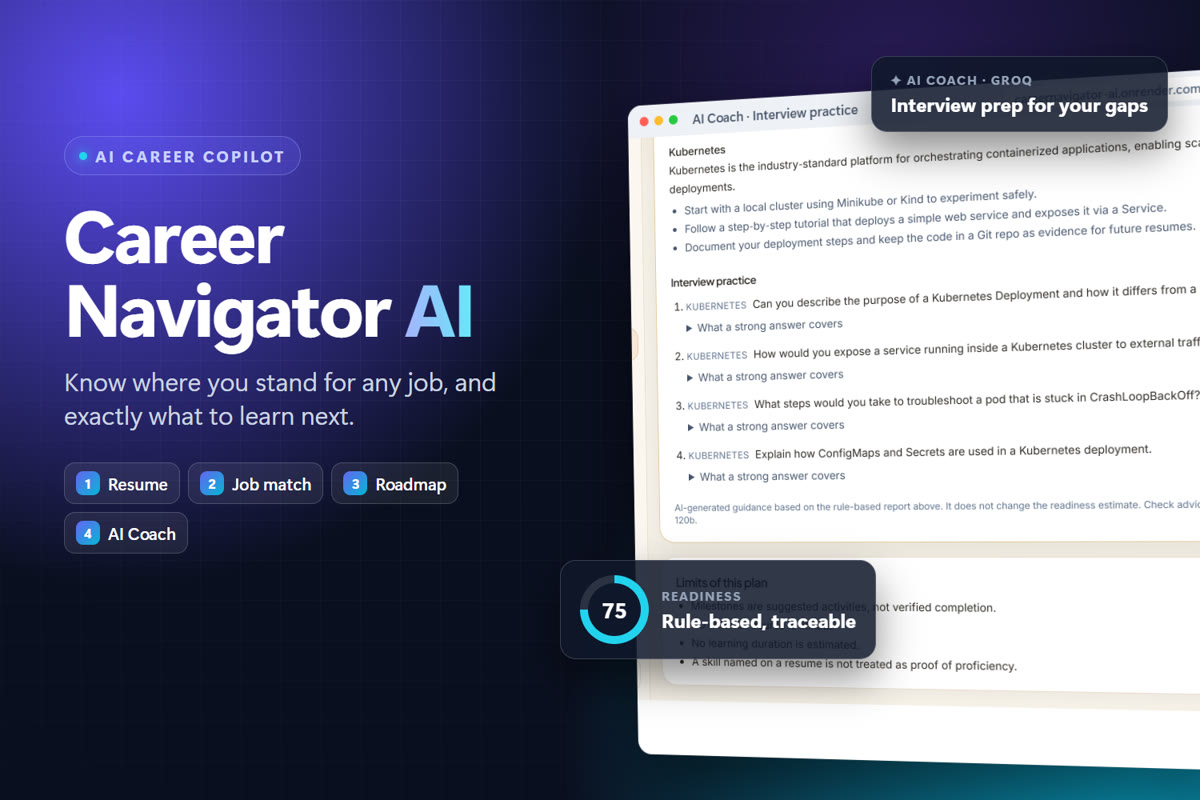 AI CAREER COPILOT
Career
Navigator AI
Know where you stand for any job, and
exactly what to learn next.
1 Resume
2 Job match
3 Roadmap
4 AI Coach
✦ AI COACH · GROQ
Interview prep for your gaps
AI Coach · Interview practice
Kubernetes
Kubernetes is the industry-standard platform for orchestrating containerized applications, enabling
deployments.
• Start with a local cluster using Minikube or Kind to experiment safely.
• Follow a step-by-step tutorial that deploys a simple web service and exposes it via a Service.
• Document your deployment steps and keep the code in a Git repo as evidence for future resumes.
Interview practice
1. KUBERNETES Can you describe the purpose of a Kubernetes Deployment and how it differs from a
▶ What a strong answer covers
2. KUBERNETES How would you expose a service running inside a Kubernetes cluster to external
▶ What a strong answer covers
3. KUBERNETES What steps would you take to troubleshoot a pod that is stuck in CrashLoopBackOff?
▶ What a strong answer covers
4. KUBERNETES Explain how ConfigMaps and Secrets are used in a Kubernetes deployment.
▶ What a strong answer covers
AI-generated guidance based on the rule-based report above. It does not change the readiness estimate. Check
120b.
Limits of this plan
• Milestones are suggested activities, not verified completion.
• No learning duration is estimated.
• A skill named on a resume is not treated as proof of proficiency.
75
READINESS
Rule-based, traceable